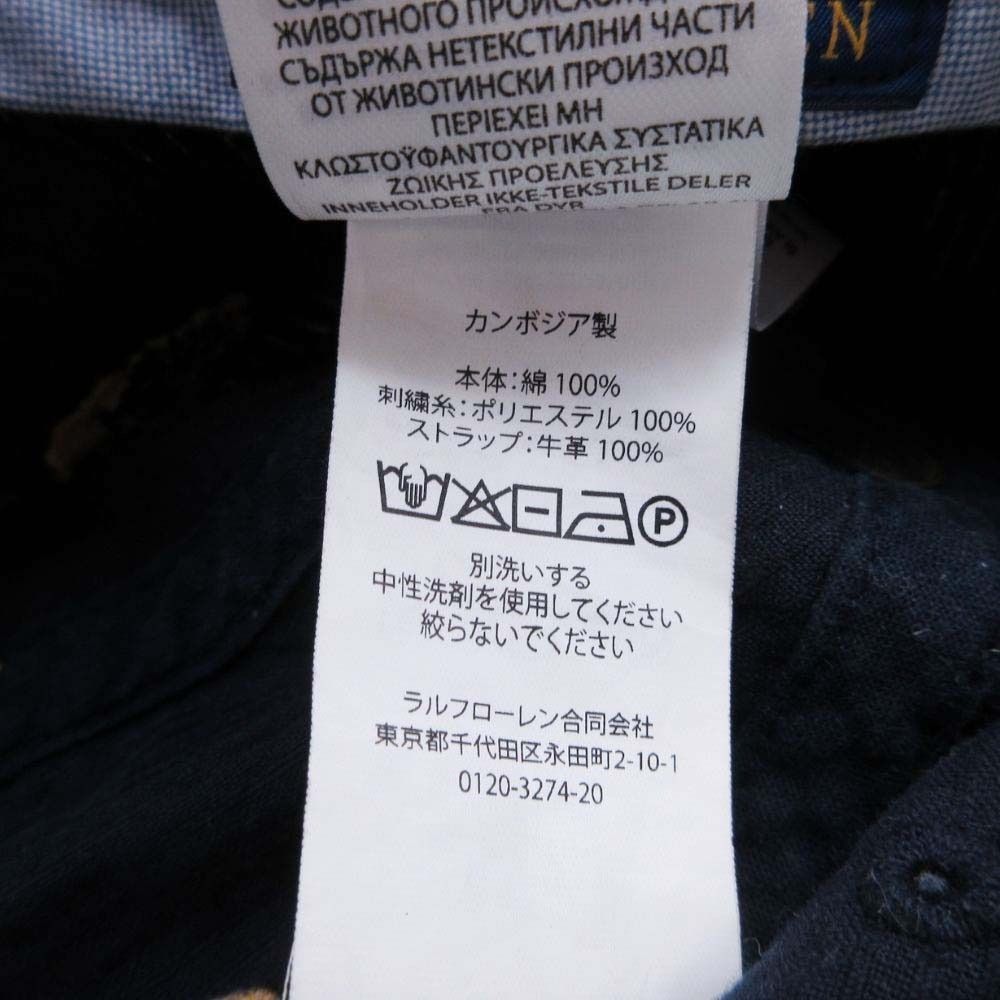 ЖИВОТНОГО
СЪДЪРЖА НЕТЕКСТИЛНИ ЧАСТИ
ОТ ЖИВОТИНСКИ ПРОИЗХОД
ΠΕΡΙΕΧΕΙ ΜΗ
ΚΛΩΣΤΟΫΦΑΝΤΟΥΡΓΙΚΑ ΣΥΣΤΑΤΙΚΑ
ΖΩΙΚΗΣ ΠΡΟΕΛΕΥΣΗΣ
INNEHOLDER IKKE-TEKSTILE DELER
FRA DYR
カンボジア製
本体：綿 100%
刺繍糸：ポリエステル 100%
ストラップ：牛革 100%
P
別洗いする
中性洗剤を使用してください
絞らないでください
ラルフローレン合同会社
東京都千代田区永田町2-10-1
0120-3274-20